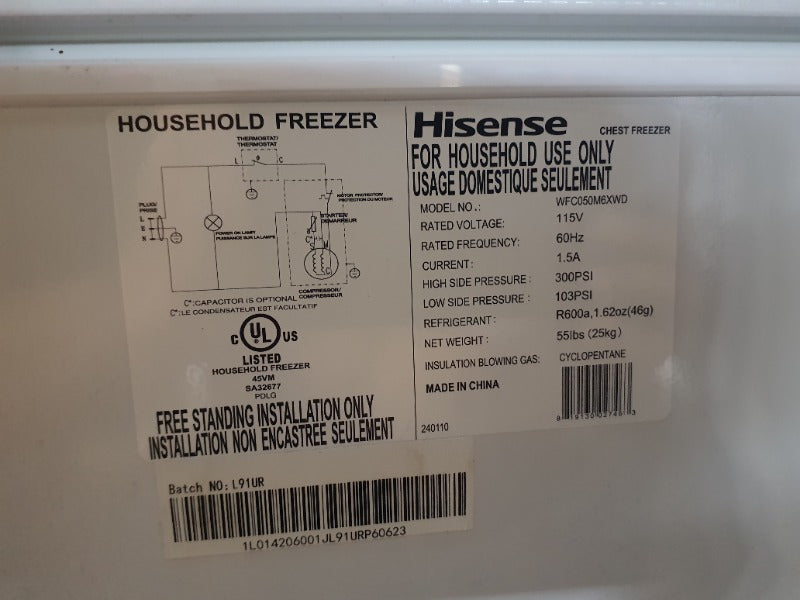 HOUSEHOLD FREEZER
THERMOSTAT/
THERMOSTAT
L
C
MOTOR PROTECTOR/
PROTECTION DU MOTEUR
PLUG/
PRISE
L
E
N
POWER ON LAMP/
PUISSANCE SUR LA LAMPE
STARTER/
DEMARREUR
COMPRESSOR/
COMPRESSEUR
C*:CAPACITOR IS OPTIONAL
C*:LE CONDENSATEUR EST FACULTATIF
C UL US
LISTED
HOUSEHOLD FREEZER
45VM
SA32677
PDLG
FREE STANDING INSTALLATION ONLY
INSTALLATION NON ENCASTREE SEULEMENT
Hisense CHEST FREEZER
FOR HOUSEHOLD USE ONLY
USAGE DOMESTIQUE SEULEMENT
MODEL NO.: WFC050M6XWD
RATED VOLTAGE: 115V
RATED FREQUENCY: 60Hz
CURRENT: 1.5A
HIGH SIDE PRESSURE: 300PSI
LOW SIDE PRESSURE: 103PSI
REFRIGERANT: R600a,1.62oz(46g)
NET WEIGHT: 55lbs (25kg)
INSULATION BLOWING GAS: CYCLOPENTANE
MADE IN CHINA
240110
Batch NO: L91UR
1L014206001JL91URP60623